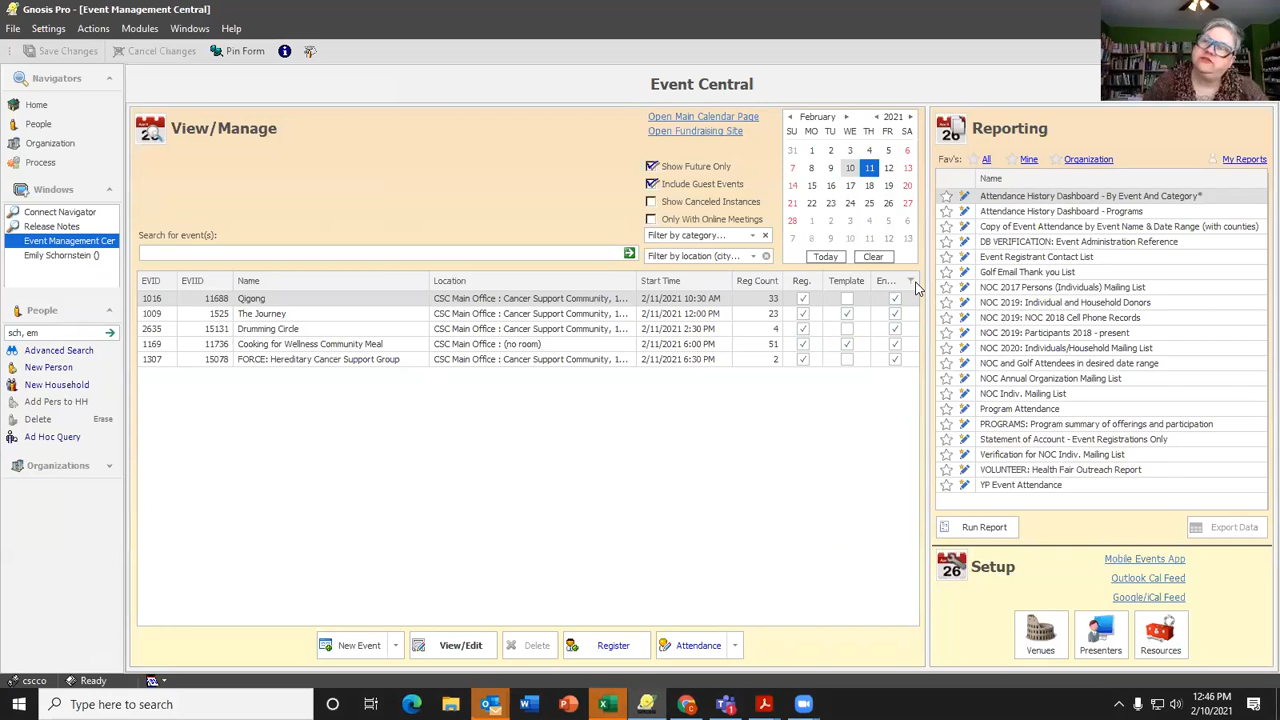 Gnosis Pro - [Event Management Central]
File Settings Actions Modules Windows Help
Save Changes Cancel Changes Pin Form
Navigators
Home
People
Organization
Process
Windows
Connect Navigator
Release Notes
Event Management Cer
Emily Schornstein ()
People
sch, em
Advanced Search
New Person
New Household
Add Pers to HH
Delete Erase
Ad Hoc Query
Organizations
Event Central
View/Manage
Open Main Calendar Page
Open Fundraising Site
Show Future Only
Include Guest Events
Show Canceled Instances
Only With Online Meetings
Filter by category...
Filter by location (city...
Search for event(s):
February 2021
SU MO TU WE TH FR SA
31 1 2 3 4 5 6
7 8 9 10 11 12 13
14 15 16 17 18 19 20
21 22 23 24 25 26 27
28 1 2 3 4 5 6
7 8 9 10 11 12 13
Today Clear
EVID EVIID Name Location Start Time Reg Count Reg. Template En...
1016 11688 Qigong CSC Main Office : Cancer Support Community, 1... 2/11/2021 10:30 AM 33
1009 1525 The Journey CSC Main Office : Cancer Support Community, 1... 2/11/2021 12:00 PM 23
2635 15131 Drumming Circle CSC Main Office : Cancer Support Community, 1... 2/11/2021 2:30 PM 4
1169 11736 Cooking for Wellness Community Meal CSC Main Office : (no room) 2/11/2021 6:00 PM 51
1307 15078 FORCE: Hereditary Cancer Support Group CSC Main Office : Cancer Support Community, 1... 2/11/2021 6:30 PM 2
New Event View/Edit Delete Register Attendance
26 Reporting
Fav's: All Mine Organization My Reports
Name
Attendance History Dashboard - By Event And Category*
Attendance History Dashboard - Programs
Copy of Event Attendance by Event Name & Date Range (with counties)
DB VERIFICATION: Event Administration Reference
Event Registrant Contact List
Golf Email Thank you List
NOC 2017 Persons (Individuals) Mailing List
NOC 2019: Individual and Household Donors
NOC 2019: NOC 2018 Cell Phone Records
NOC 2019: Participants 2018 - present
NOC 2020: Individuals/Household Mailing List
NOC and Golf Attendees in desired date range
NOC Annual Organization Mailing List
NOC Indiv. Mailing List
Program Attendance
PROGRAMS: Program summary of offerings and participation
Statement of Account - Event Registrations Only
Verification for NOC Indiv. Mailing List
VOLUNTEER: Health Fair Outreach Report
YP Event Attendance
Run Report Export Data
26 Setup
Mobile Events App
Outlook Cal Feed
Google/iCal Feed
Venues Presenters Resources
cscco Ready
Type here to search
12:46 PM
2/10/2021